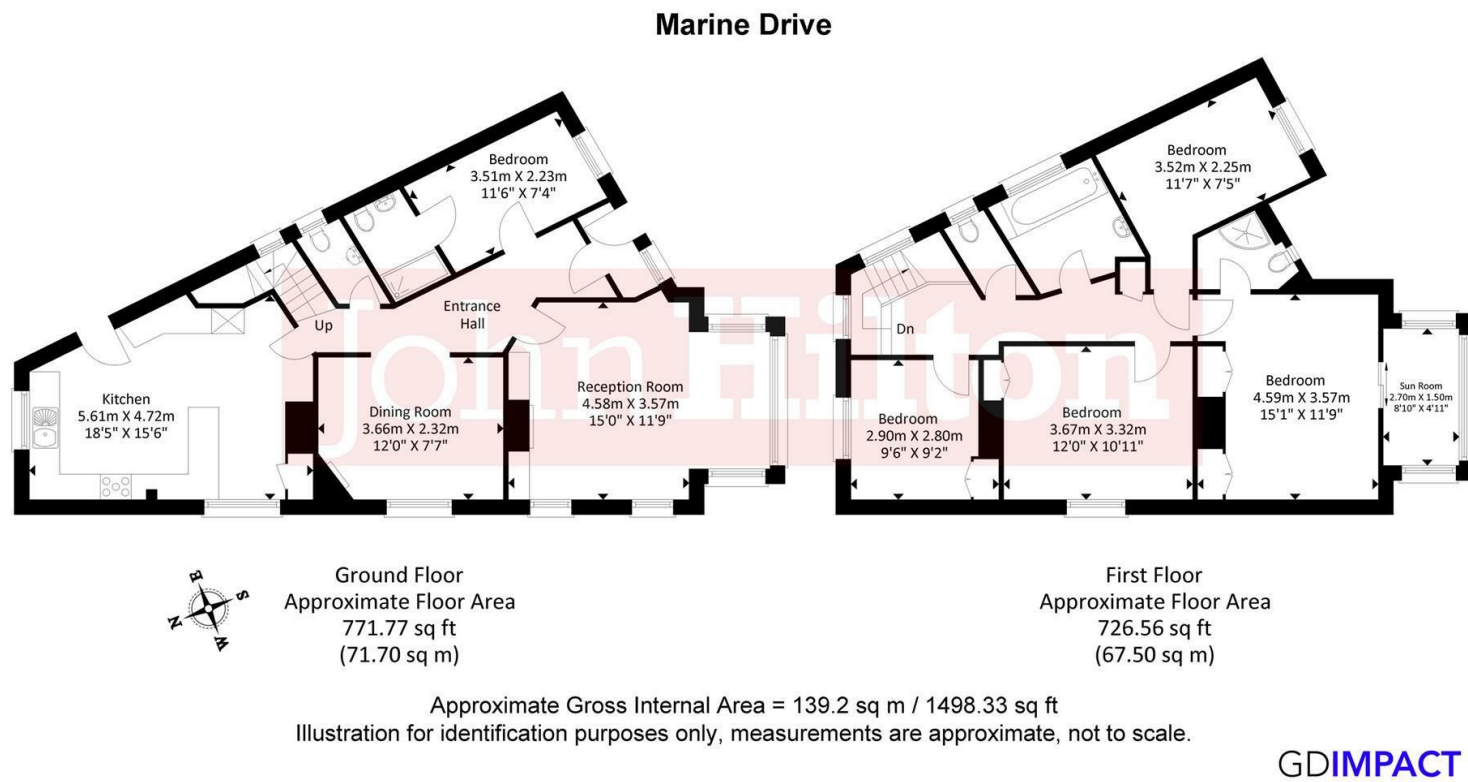 Marine Drive
Bedroom
3.51m X 2.23m
11'6" X 7'4"
Entrance
Hall
Up
Kitchen
5.61m X 4.72m
18'5" X 15'6"
Dining Room
3.66m X 2.32m
12'0" X 7'7"
Reception Room
4.58m X 3.57m
15'0" X 11'9"
Bedroom
3.52m X 2.25m
11'7" X 7'5"
Dn
Bedroom
2.90m X 2.80m
9'6" X 9'2"
Bedroom
3.67m X 3.32m
12'0" X 10'11"
Bedroom
4.59m X 3.57m
15'1" X 11'9"
Sun Room
2.70m X 1.50m
8'10" X 4'11"
John Hilton
E
S
N
W
Ground Floor
Approximate Floor Area
771.77 sq ft
(71.70 sq m)
First Floor
Approximate Floor Area
726.56 sq ft
(67.50 sq m)
Approximate Gross Internal Area = 139.2 sq m / 1498.33 sq ft
Illustration for identification purposes only, measurements are approximate, not to scale.
GDIMPACT